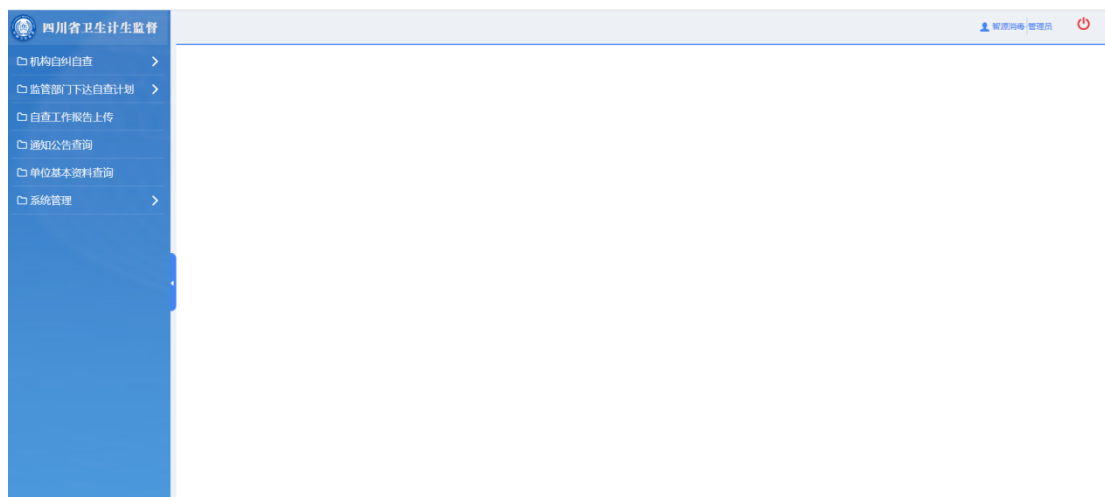 四川省卫生计生监督
智源消毒-管理员
机构自纠自查
监管部门下达自查计划
自查工作报告上传
通知公告查询
单位基本资料查询
系统管理